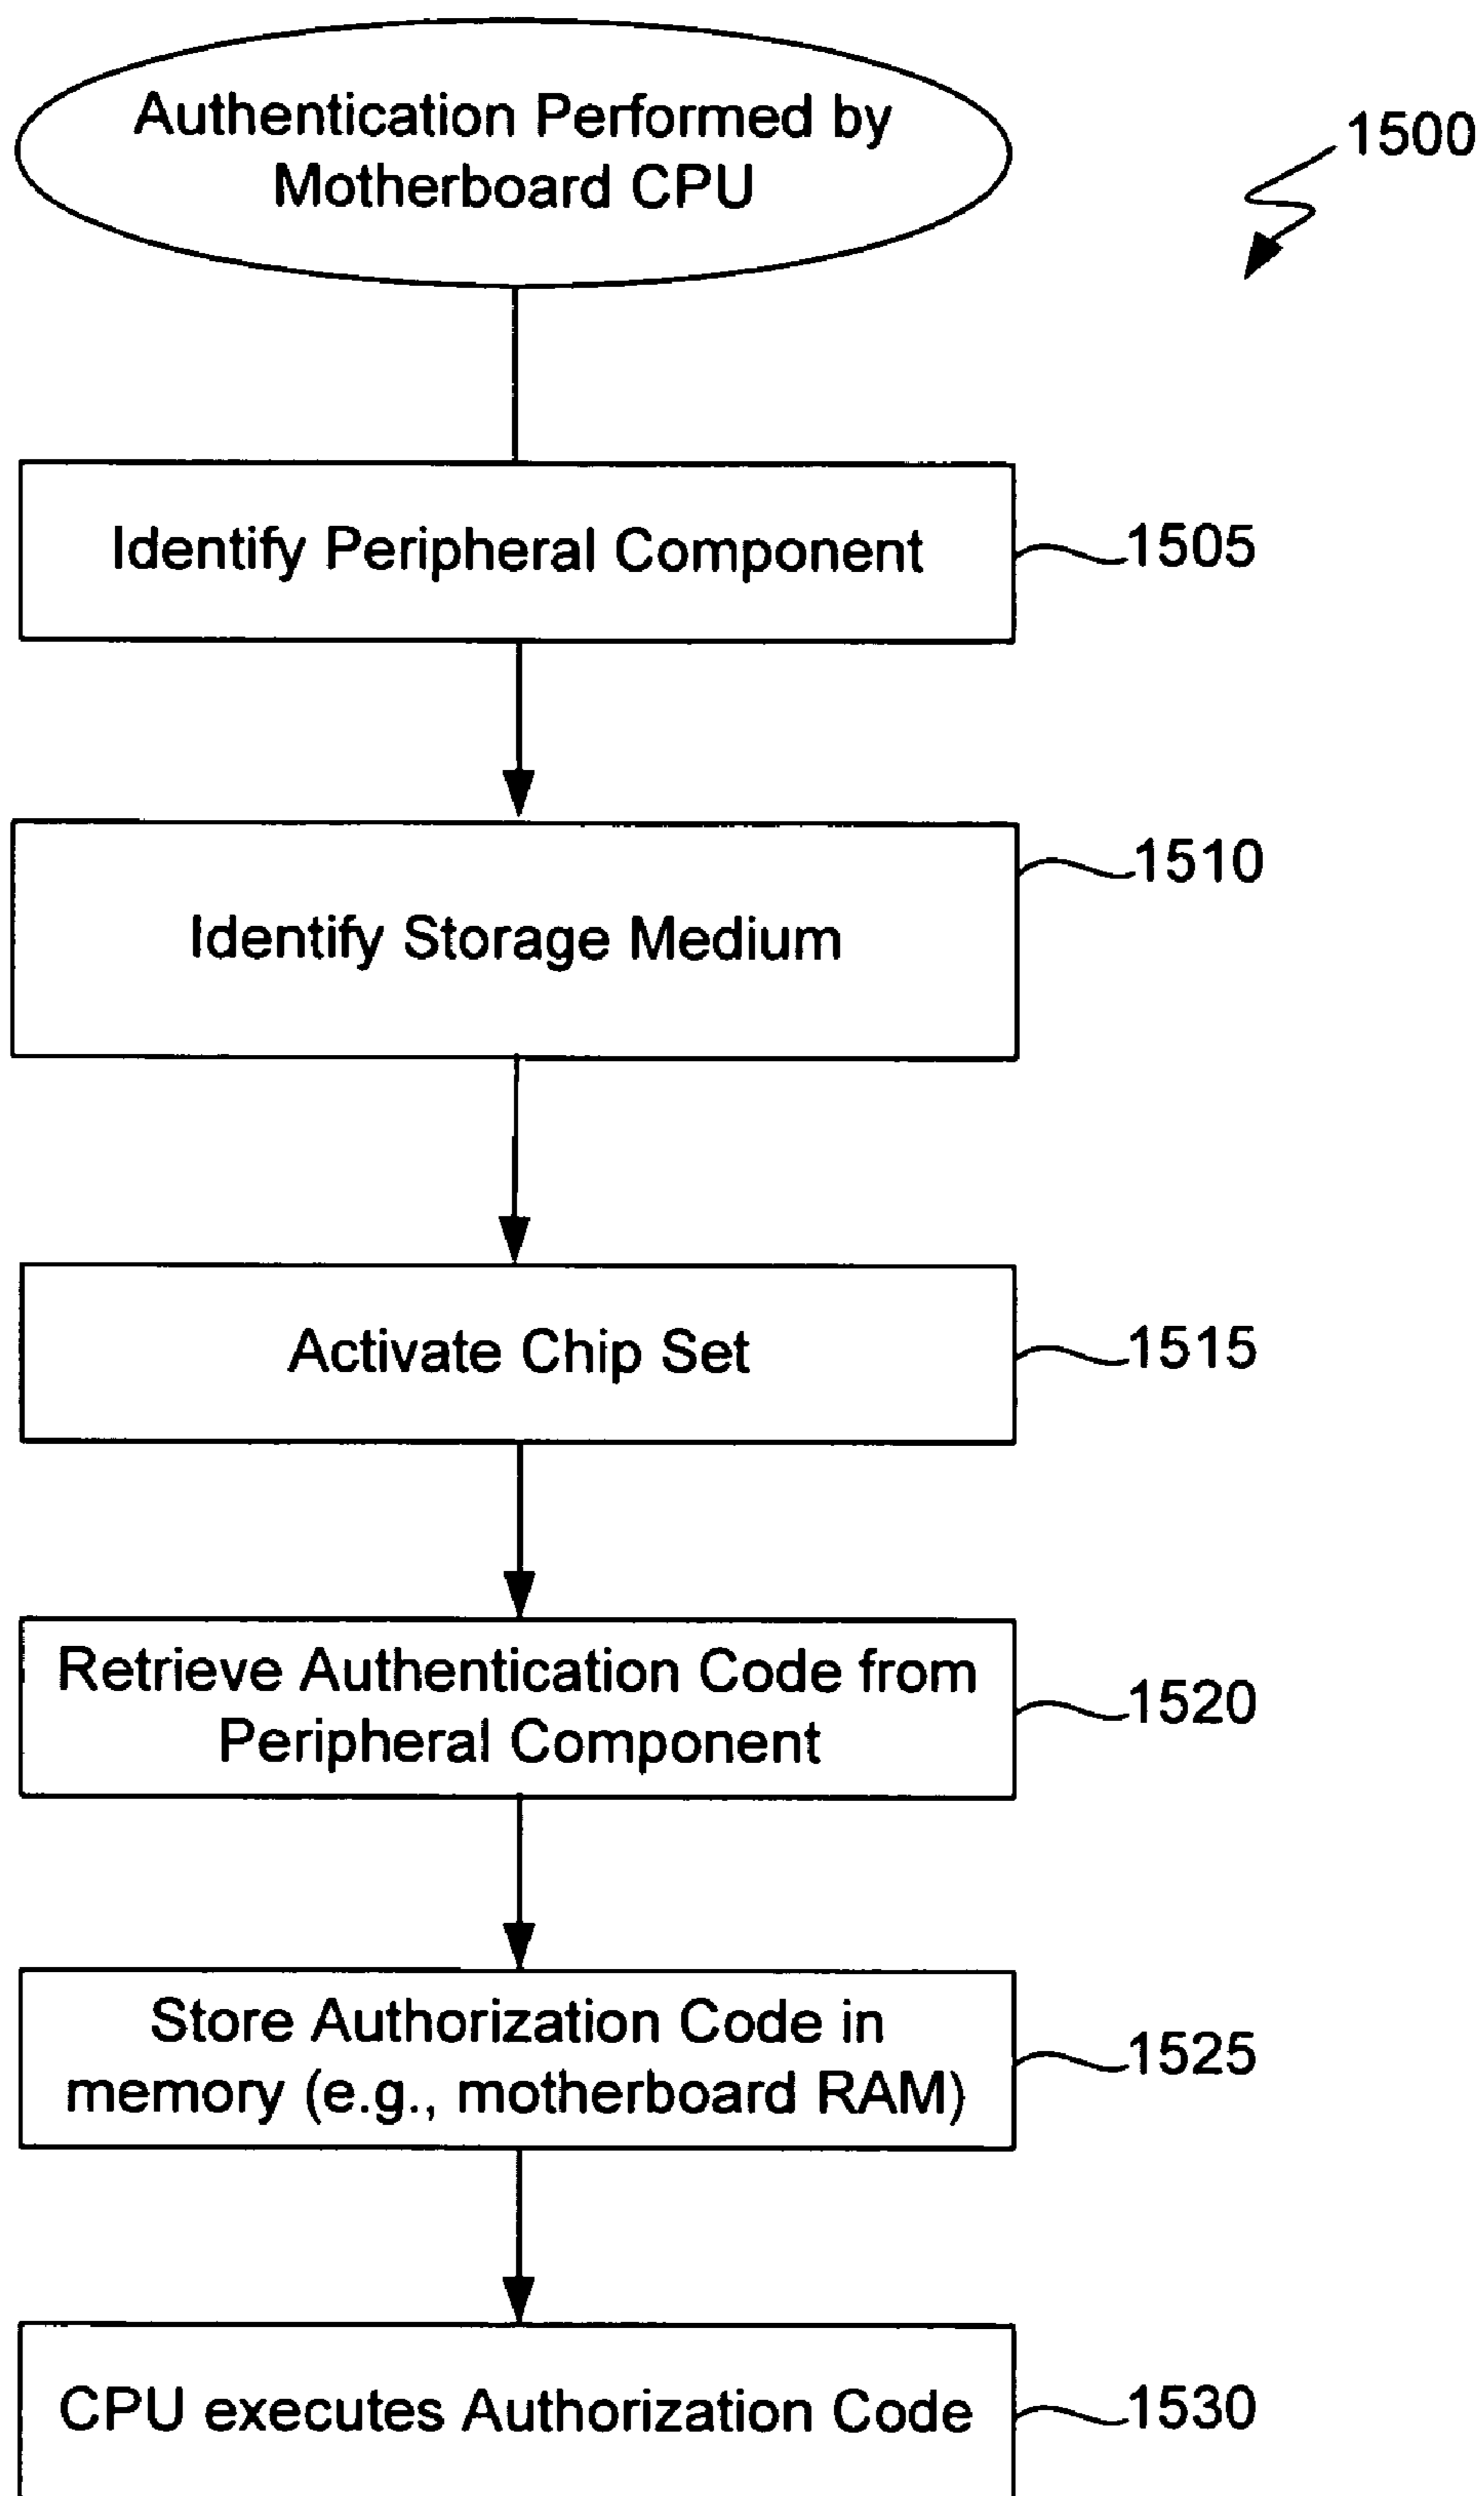 Authentication Performed by
Motherboard CPU
1500
Identify Peripheral Component
1505
1510
Identify Storage Medium
Activate Chip Set
1515
Retrieve Authentication Code from
Peripheral Component
1520
Store Authorization Code in
memory (e.g., motherboard RAM)
1525
CPU executes Authorization Code
1530